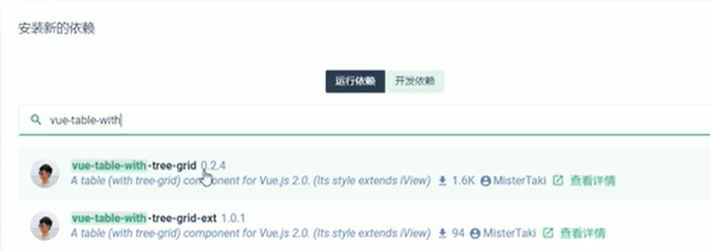 安装新的依赖
运行依赖 开发依赖
vue-table-with
vue-table-with-tree-grid 0.2.4
A table (with tree-grid) component for Vue.js 2.0. (Its style extends iView) 1.6K MisterTaki 查看详情
vue-table-with-tree-grid-ext 1.0.1
A table (with tree-grid) component for Vue.js 2.0. (Its style extends iView) 94 MisterTaki 查看详情